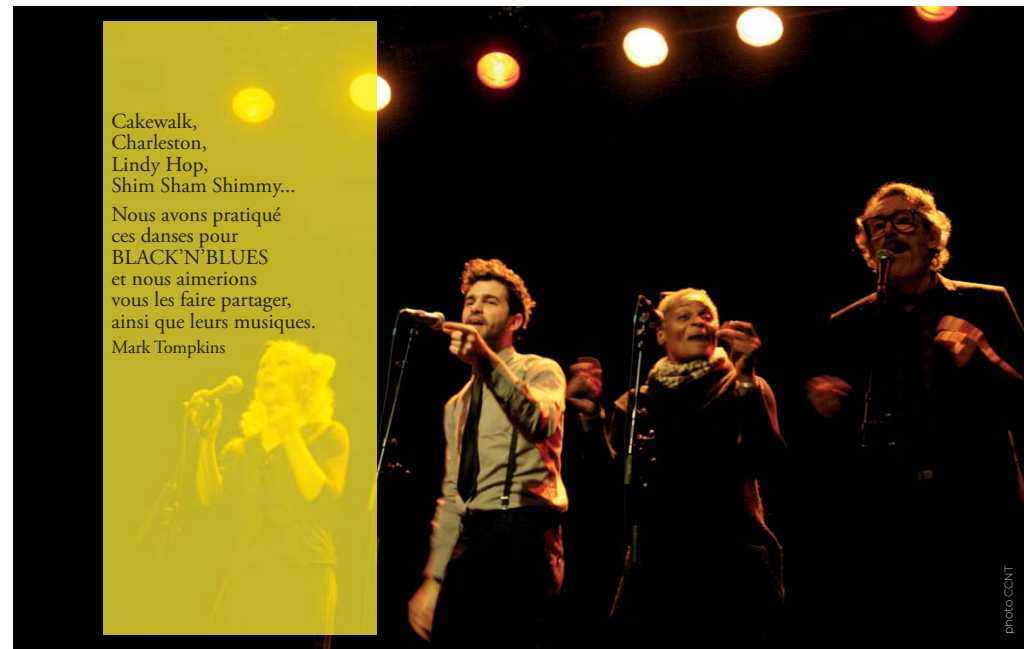 Cakewalk,
Charleston,
Lindy Hop,
Shim Sham Shimmy...
Nous avons pratiqué
ces danses pour
BLACK’N’BLUES
et nous aimerions
vous les faire partager,
ainsi que leurs musiques.
Mark Tompkins
photo CCNT